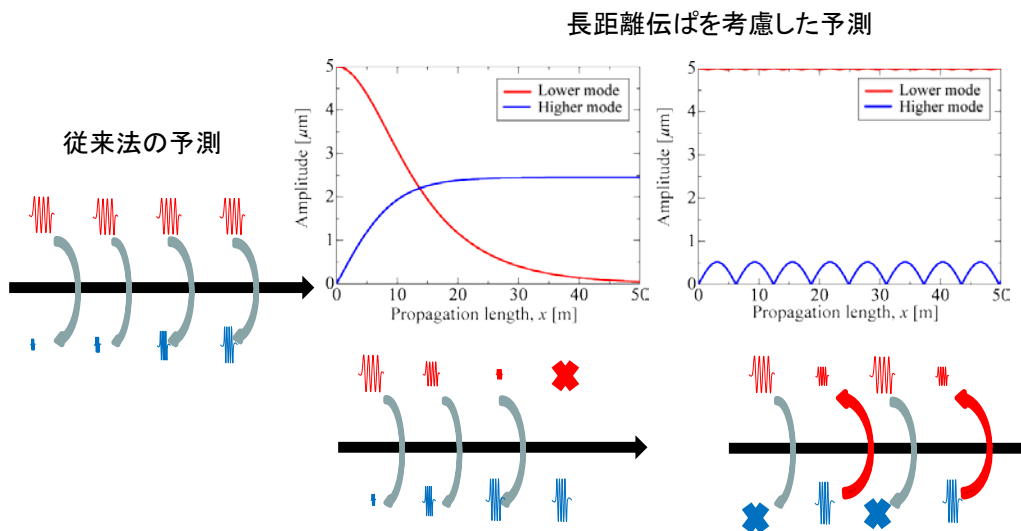 長距離伝ぱを考慮した予測
従来法の予測
5
4
3
2
1
0
Amplitude [μm]
Lower mode
Higher mode
0
10
20
30
40
50
Propagation length, x [m]
5
4
3
2
1
0
Amplitude [μm]
Lower mode
Higher mode
0
10
20
30
40
50
Propagation length, x [m]